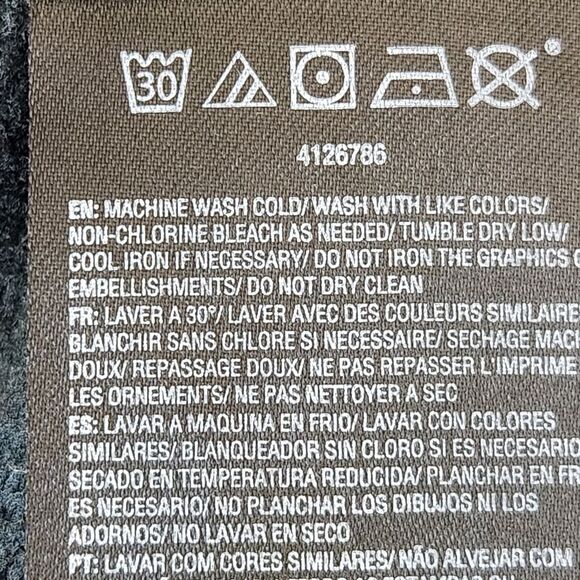 30
®
4126786
EN: MACHINE WASH COLD/ WASH WITH LIKE COLORS/
NON-CHLORINE BLEACH AS NEEDED/ TUMBLE DRY LOW/
COOL IRON IF NECESSARY/ DO NOT IRON THE GRAPHICS
EMBELLISHMENTS/ DO NOT DRY CLEAN
FR: LAVER A 30°/ LAVER AVEC DES COULEURS SIMILAIRE
BLANCHIR SANS CHLORE SI NECESSAIRE/ SECHAGE MACH
DOUX/ REPASSAGE DOUX/ NE PAS REPASSER L'IMPRIME
LES ORNEMENTS/ NE PAS NETTOYER A SEC
ES: LAVAR A MAQUINA EN FRIO/ LAVAR CON COLORES
SIMILARES/ BLANQUEADOR SIN CLORO SI ES NECESARIO
SECADO EN TEMPERATURA REDUCIDA/ PLANCHAR EN FR
ES NECESARIO/ NO PLANCHAR LOS DIBUJOS NI LOS
ADORNOS/ NO LAVAR EN SECO
PT: LAVAR COM CORES SIMILARES/ NÃO ALVEJAR COM